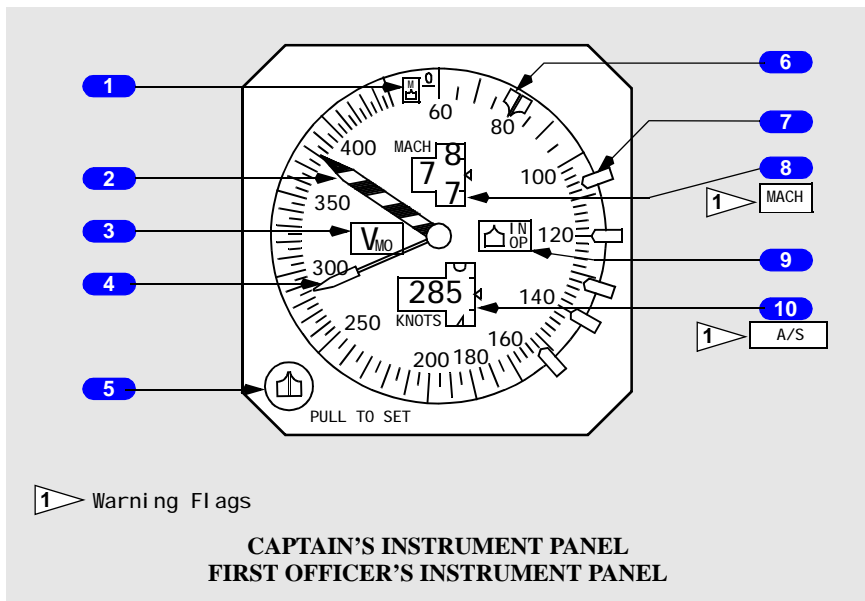 1
M
0
60
6
80
400
MACH
7 8
7
7
100
8
2
350
1 MACH
3
VMO
IN
OP
120
9
4
300
285
140
10
KNOTS
1 A/S
250
160
200 180
5
PULL TO SET
1 Warning Flags
CAPTAIN'S INSTRUMENT PANEL
FIRST OFFICER'S INSTRUMENT PANEL